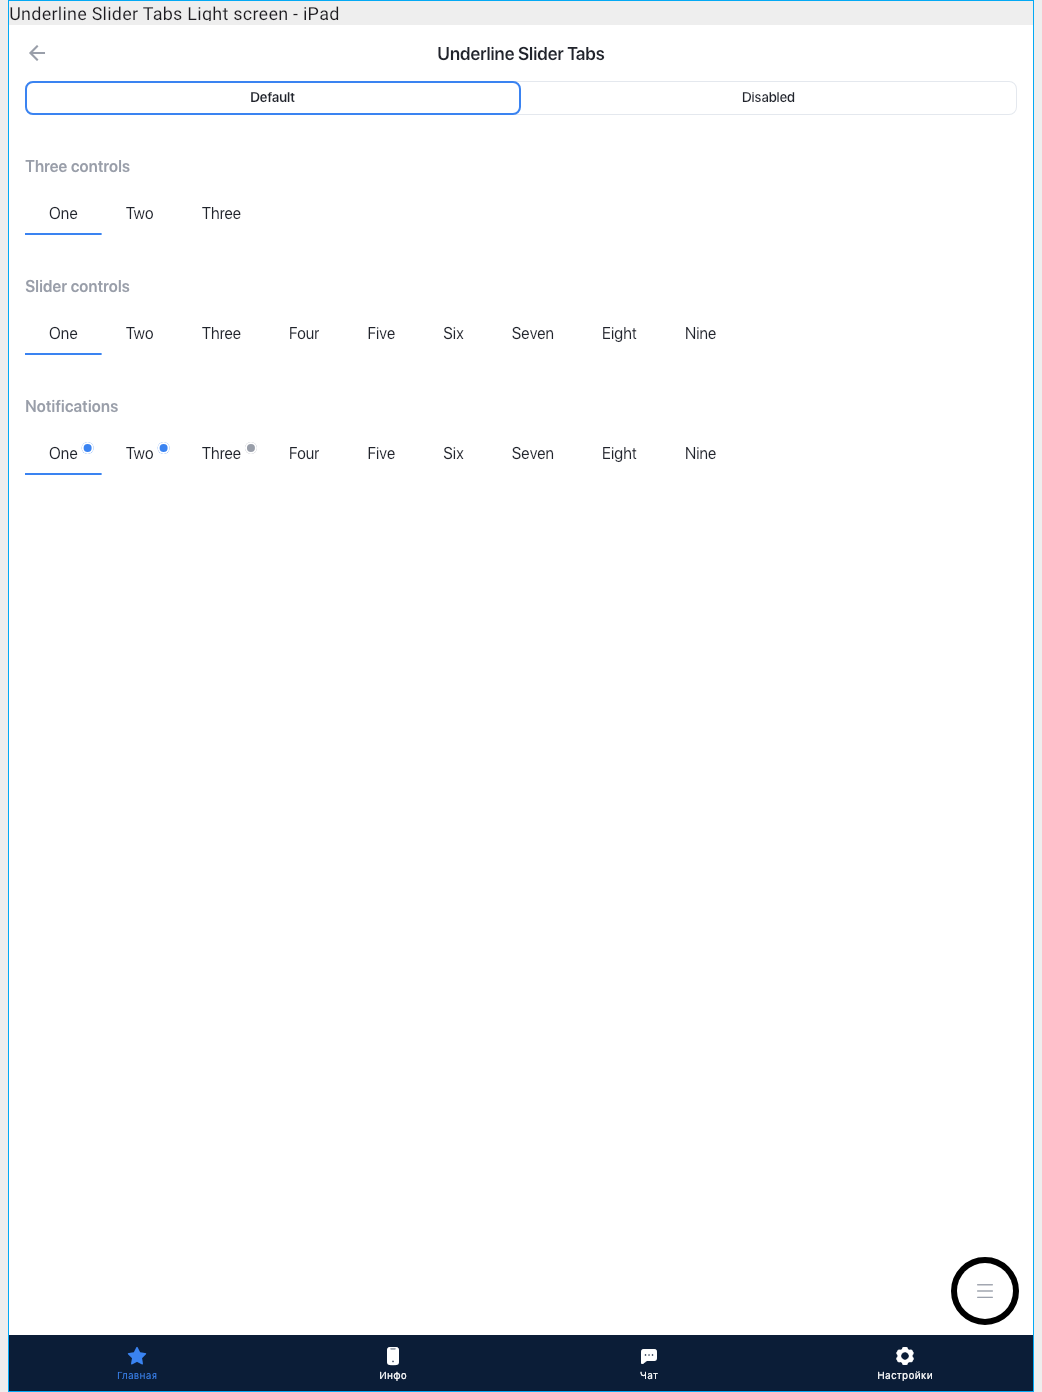 Underline Slider Tabs Light screen - iPad
Underline Slider Tabs
Default Disabled
Three controls
One Two Three
Slider controls
One Two Three Four Five Six Seven Eight Nine
Notifications
One Two Three Four Five Six Seven Eight Nine
Главная Инфо Чат Настройки